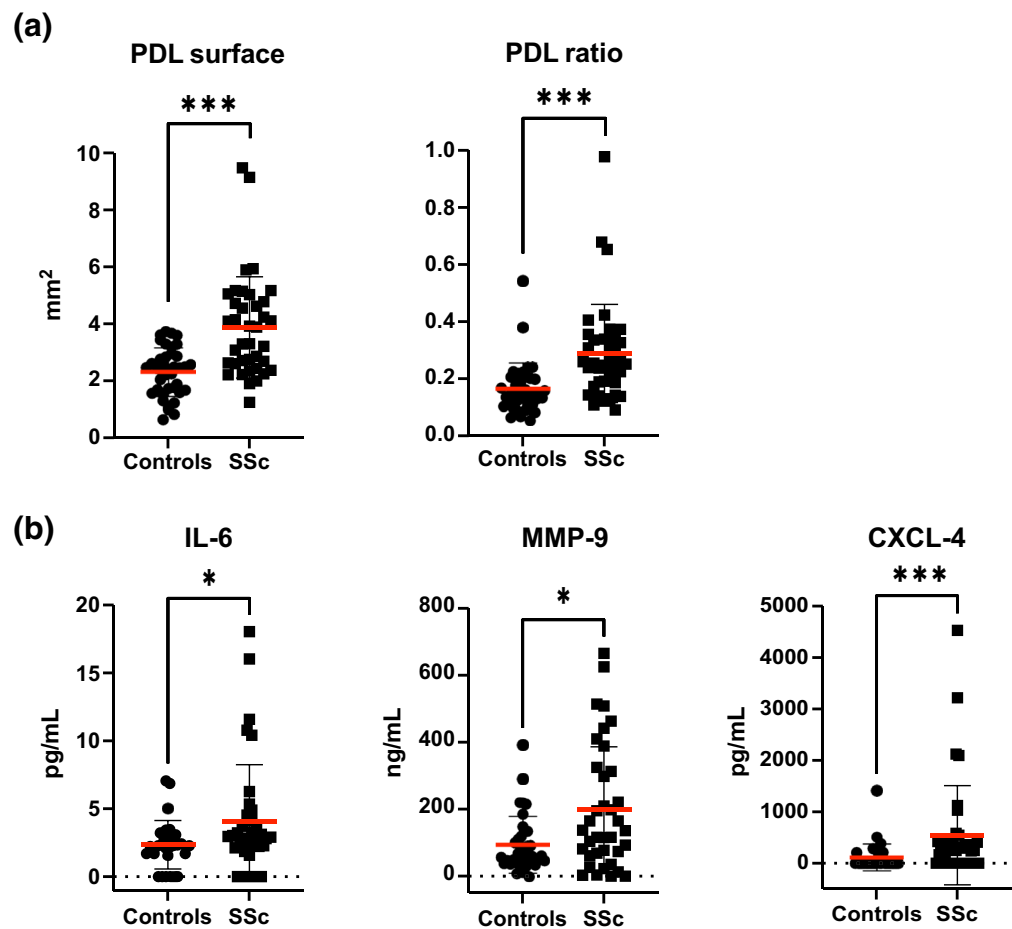 (a)
PDL surface
PDL ratio
***
***
mm²
10
8
6
4
2
0
Controls SSc
1.0
0.8
0.6
0.4
0.2
0.0
Controls SSc
(b)
IL-6
MMP-9
CXCL-4
*
*
***
pg/mL
20
15
10
5
0
Controls SSc
ng/mL
800
600
400
200
0
Controls SSc
pg/mL
5000
4000
3000
2000
1000
0
Controls SSc